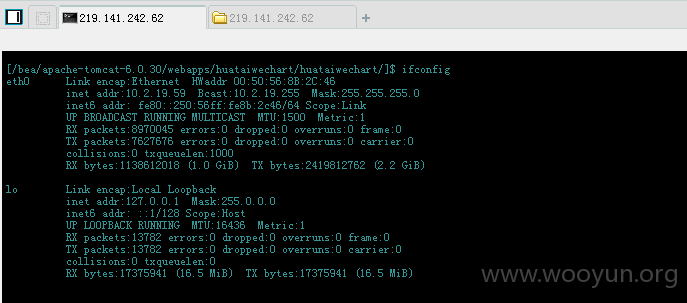 219.141.242.62
219.141.242.62
[/bea/apache-tomcat-6.0.30/webapps/huataiwechart/huataiwechart/]$ ifconfig
eth0 Link encap:Ethernet HWaddr 00:50:56:8B:2C:46
inet addr:10.2.19.59 Bcast:10.2.19.255 Mask:255.255.255.0
inet6 addr: fe80::250:56ff:fe8b:2c46/64 Scope:Link
UP BROADCAST RUNNING MULTICAST MTU:1500 Metric:1
RX packets:8970045 errors:0 dropped:0 overruns:0 frame:0
TX packets:7627676 errors:0 dropped:0 overruns:0 carrier:0
collisions:0 txqueuelen:1000
RX bytes:1138612018 (1.0 GiB) TX bytes:2419812762 (2.2 GiB)
lo Link encap:Local Loopback
inet addr:127.0.0.1 Mask:255.0.0.0
inet6 addr: ::1/128 Scope:Host
UP LOOPBACK RUNNING MTU:16436 Metric:1
RX packets:13782 errors:0 dropped:0 overruns:0 frame:0
TX packets:13782 errors:0 dropped:0 overruns:0 carrier:0
collisions:0 txqueuelen:0
RX bytes:17375941 (16.5 MiB) TX bytes:17375941 (16.5 MiB)
www.wooyun.org